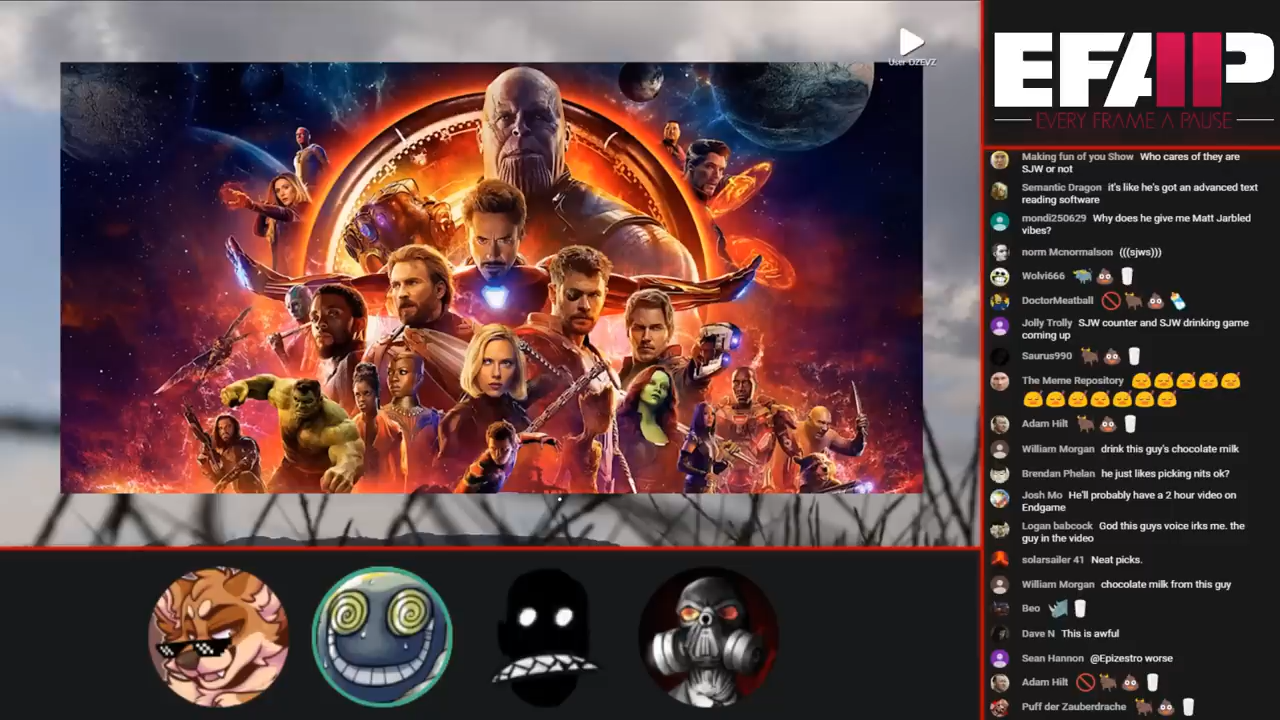 User-DZEVZ
EFAP
EVERY FRAME A PAUSE
Making fun of you Show Who cares of they are
SJW or not
Semantic Dragon it's like he's got an advanced text
reading software
mondi250629 Why does he give me Matt Jarbled
vibes?
norm Mcnormalson (((sjws)))
Wolvi666
DoctorMeatball
Jolly Trolly SJW counter and SJW drinking game
coming up
Saurus990
The Meme Repository
Adam Hilt
William Morgan drink this guy's chocolate milk
Brendan Phelan he just likes picking nits ok?
Josh Mo He'll probably have a 2 hour video on
Endgame
Logan babcock God this guys voice irks me. the
guy in the video
solarsailer 41 Neat picks.
William Morgan chocolate milk from this guy
Beo
Dave N This is awful
Sean Hannon @Epizestro worse
Adam Hilt
Puff der Zauberdrache